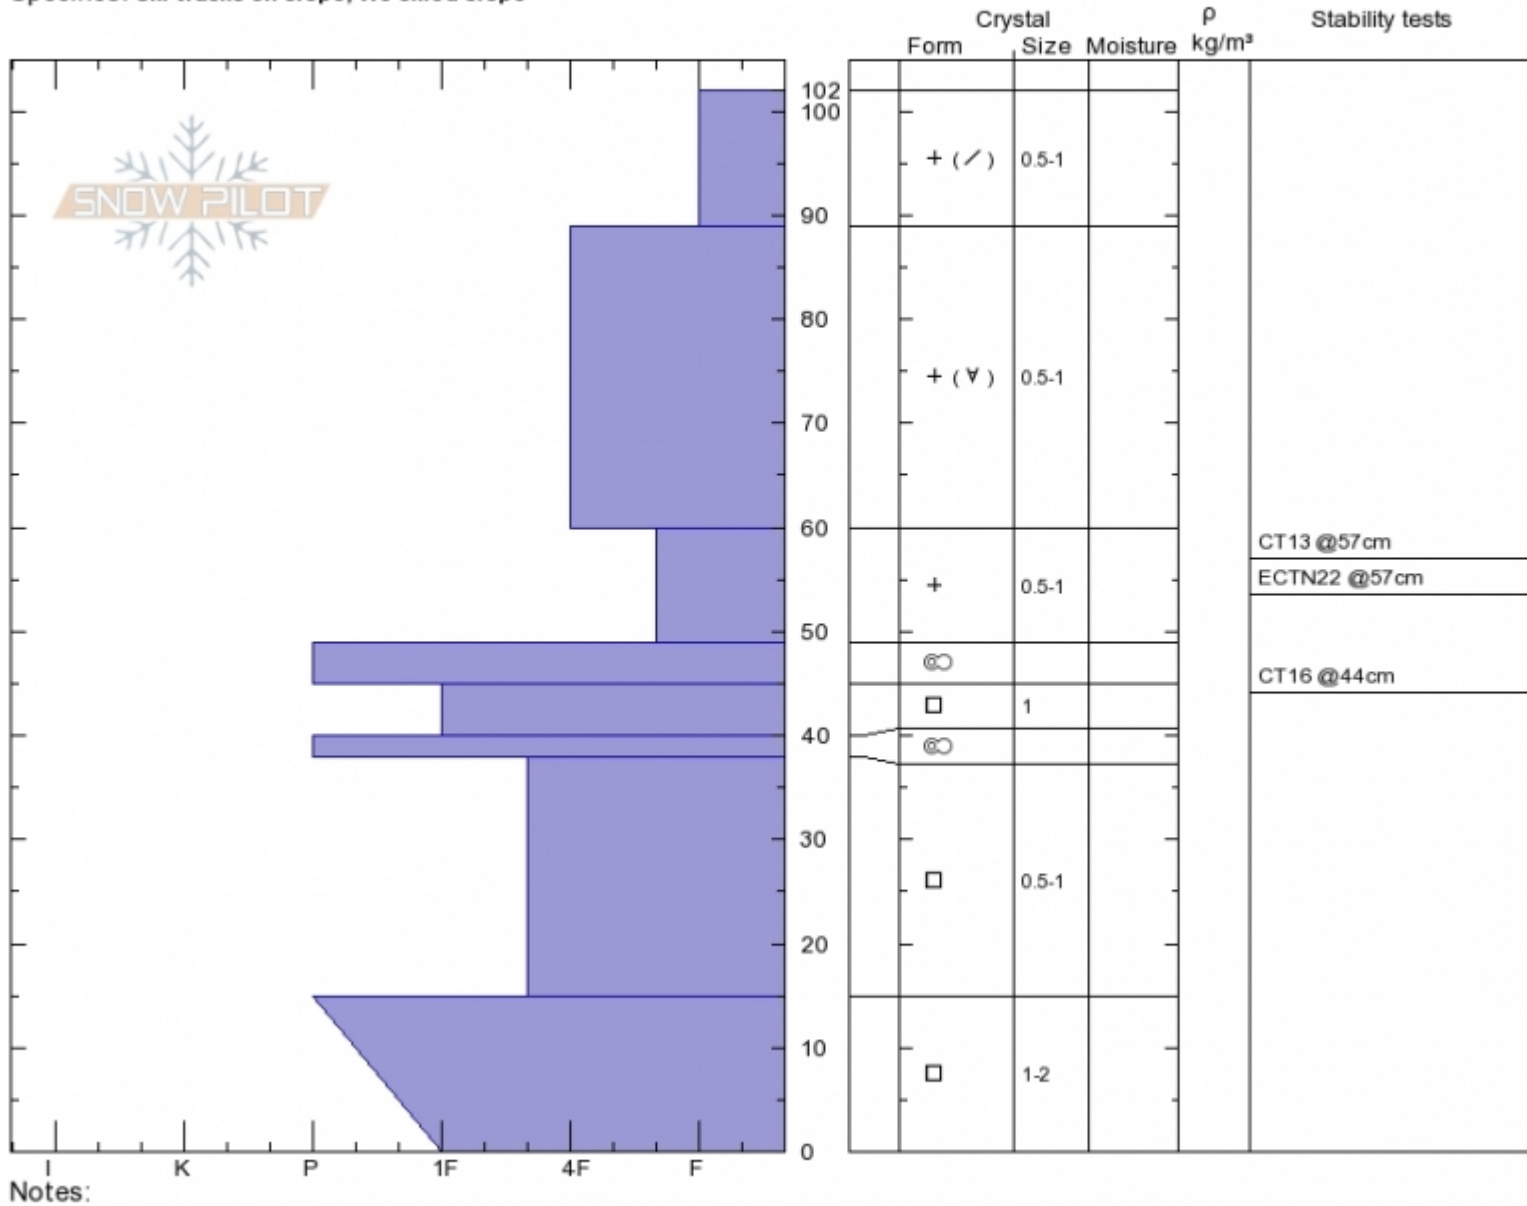 Crystal ρ Stability tests
Form Size Moisture kg/m³
102
100
SNOW PILOT
+ (/) 0.5-1
90
80
+ (∀) 0.5-1
70
60
CT13 @57cm
ECTN22 @57cm
+ 0.5-1
50
CT16 @44cm
1
40
30
0.5-1
20
10
1-2
0
I K P 1F 4F F
Notes: